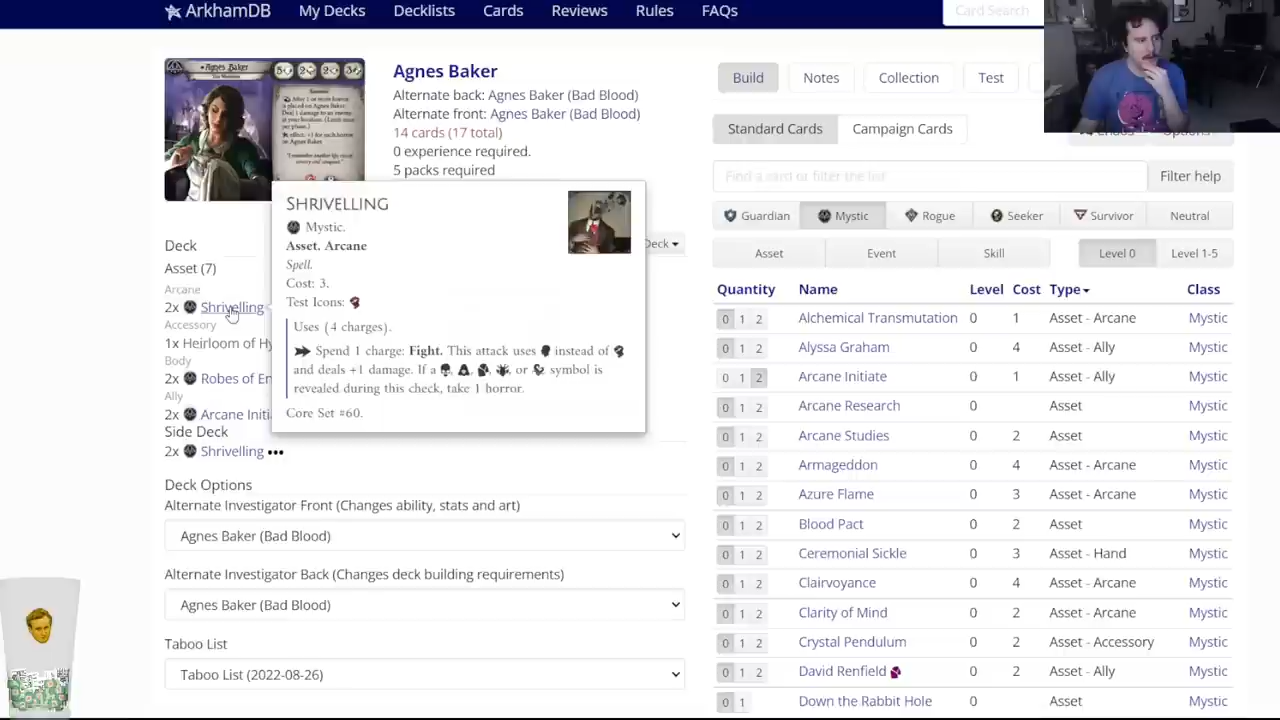 ArkhamDB My Decks Decklists Cards Reviews Rules FAQs Card Search
Agnes Baker
Agnes Baker
Alternate back: Agnes Baker (Bad Blood)
Alternate front: Agnes Baker (Bad Blood)
14 cards (17 total)
0 experience required.
5 packs required
Deck
Asset (7)
Arcane
2x Shrivelling
Accessory
1x Heirloom of Hy
Body
2x Robes of En
Ally
2x Arcane Initi
Side Deck
2x Shrivelling •••
SHRIVELLING
Mystic.
Asset. Arcane
Spell.
Cost: 3.
Test Icons:
Uses (4 charges).
Spend 1 charge: Fight. This attack uses instead of
and deals +1 damage. If a , , , , or symbol is
revealed during this check, take 1 horror.
Core Set #60.
Deck
Deck Options
Alternate Investigator Front (Changes ability, stats and art)
Agnes Baker (Bad Blood)
Alternate Investigator Back (Changes deck building requirements)
Agnes Baker (Bad Blood)
Taboo List
Taboo List (2022-08-26)
Build Notes Collection Test
Standard Cards Campaign Cards
Find a card or filter the list Filter help
Guardian Mystic Rogue Seeker Survivor Neutral
Asset Event Skill Level 0 Level 1-5
Quantity Name Level Cost Type Class
0 1 2 Alchemical Transmutation 0 1 Asset - Arcane Mystic
0 1 2 Alyssa Graham 0 4 Asset - Ally Mystic
0 1 2 Arcane Initiate 0 1 Asset - Ally Mystic
0 1 2 Arcane Research 0 Asset Mystic
0 1 2 Arcane Studies 0 2 Asset Mystic
0 1 2 Armageddon 0 4 Asset - Arcane Mystic
0 1 2 Azure Flame 0 3 Asset - Arcane Mystic
0 1 2 Blood Pact 0 2 Asset Mystic
0 1 2 Ceremonial Sickle 0 3 Asset - Hand Mystic
0 1 2 Clairvoyance 0 4 Asset - Arcane Mystic
0 1 2 Clarity of Mind 0 2 Asset - Arcane Mystic
0 1 2 Crystal Pendulum 0 2 Asset - Accessory Mystic
0 1 2 David Renfield 0 2 Asset - Ally Mystic
0 1 Down the Rabbit Hole 0 Asset Mystic